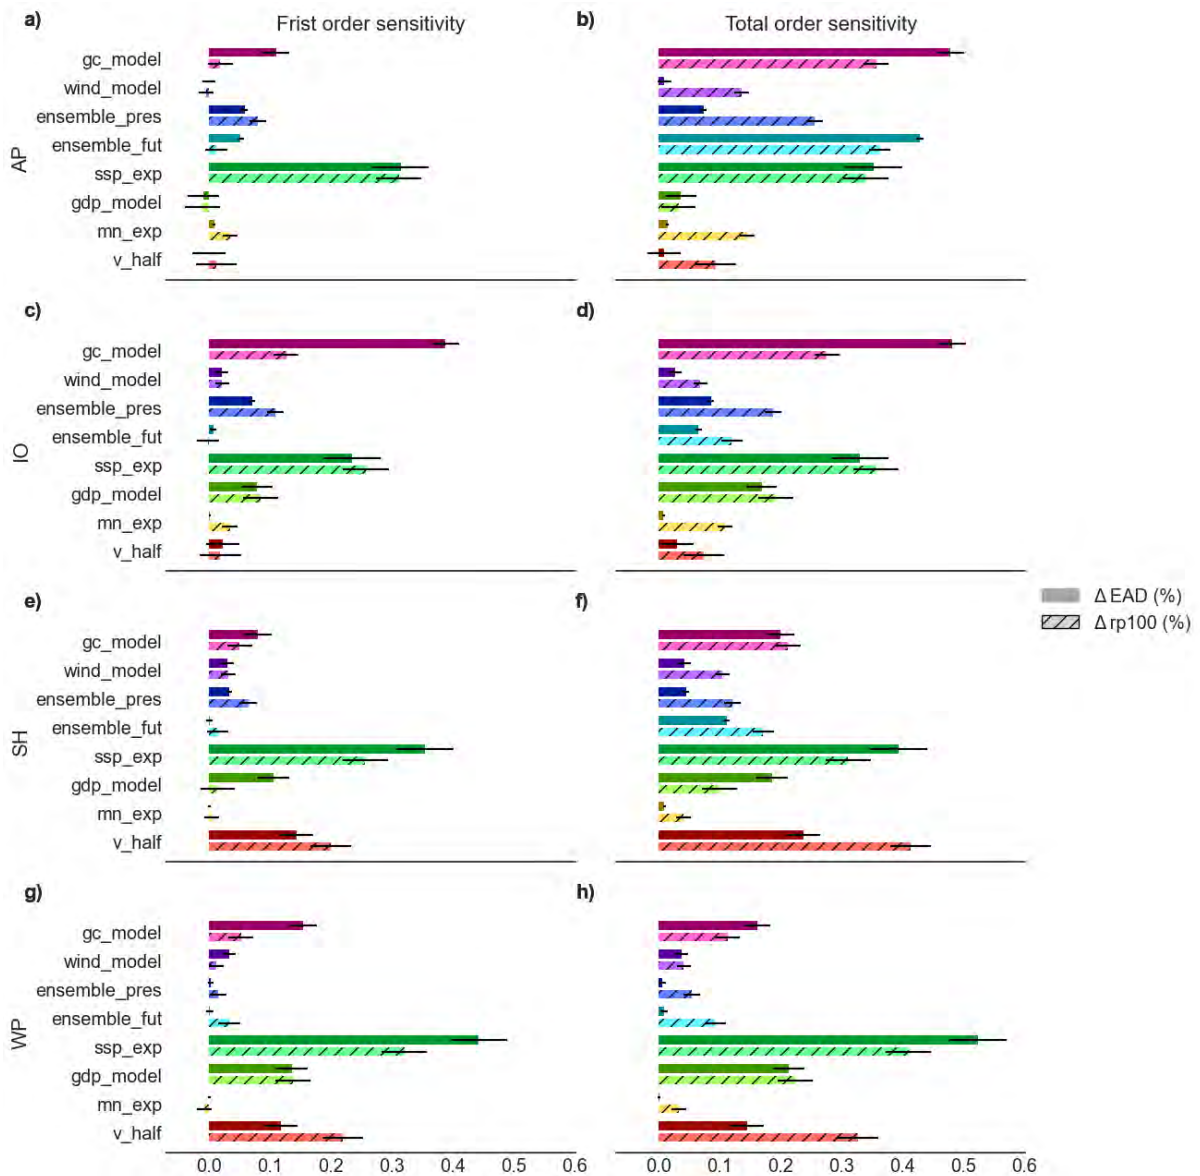 a) Frist order sensitivity
b) Total order sensitivity
AP
gc_model
wind_model
ensemble_pres
ensemble_fut
ssp_exp
gdp_model
mn_exp
v_half
c)
d)
IO
gc_model
wind_model
ensemble_pres
ensemble_fut
ssp_exp
gdp_model
mn_exp
v_half
Δ EAD (%)
Δ rp100 (%)
e)
f)
SH
gc_model
wind_model
ensemble_pres
ensemble_fut
ssp_exp
gdp_model
mn_exp
v_half
g)
h)
WP
gc_model
wind_model
ensemble_pres
ensemble_fut
ssp_exp
gdp_model
mn_exp
v_half
0.0 0.1 0.2 0.3 0.4 0.5 0.6
0.0 0.1 0.2 0.3 0.4 0.5 0.6